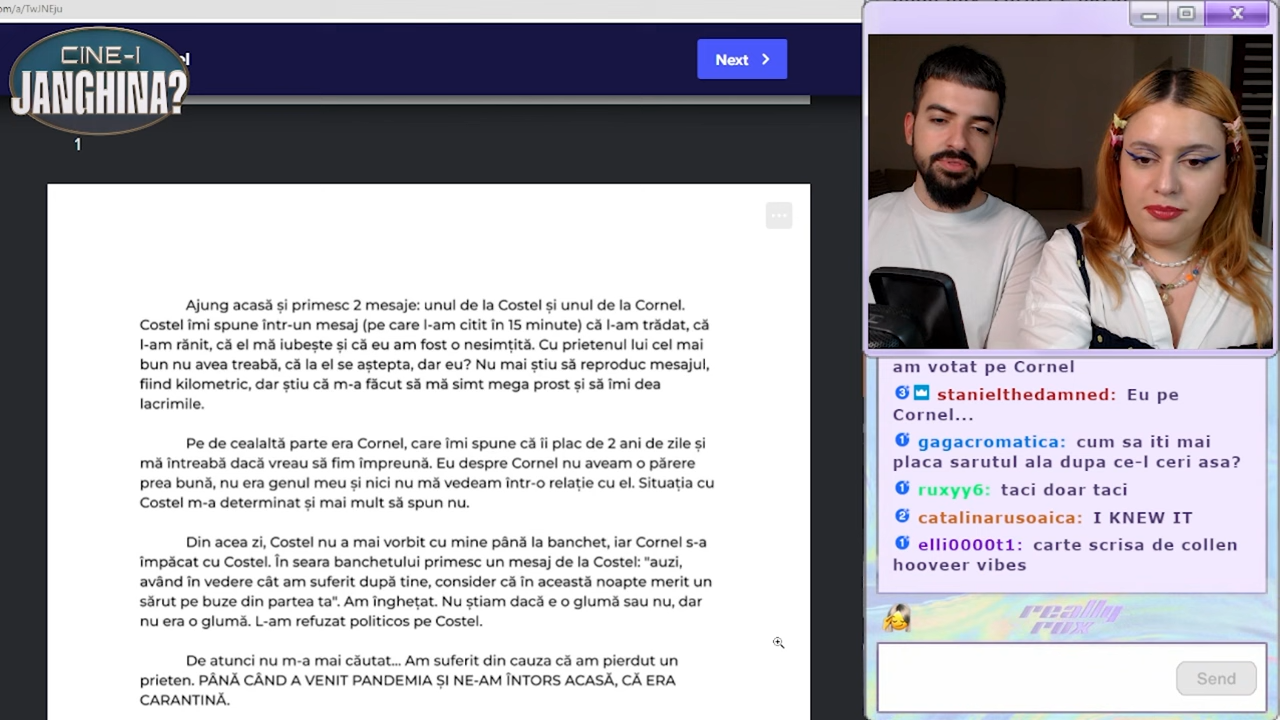 om/a/TwJNEju
CINE-I
JANGHINA?
el
Next
1
Ajung acasă și primesc 2 mesaje: unul de la Costel și unul de la Cornel.
Costel îmi spune într-un mesaj (pe care l-am citit în 15 minute) că l-am trădat, că
l-am rănit, că el mă iubește și că eu am fost o nesimțită. Cu prietenul lui cel mai
bun nu avea treabă, că la el se aștepta, dar eu? Nu mai știu să reproduc mesajul,
fiind kilometric, dar știu că m-a făcut să mă simt mega prost și să îmi dea
lacrimile.
Pe de cealaltă parte era Cornel, care îmi spune că îi plac de 2 ani de zile și
mă întreabă dacă vreau să fim împreună. Eu despre Cornel nu aveam o părere
prea bună, nu era genul meu și nici nu mă vedeam într-o relație cu el. Situația cu
Costel m-a determinat și mai mult să spun nu.
Din acea zi, Costel nu a mai vorbit cu mine până la banchet, iar Cornel s-a
împăcat cu Costel. În seara banchetului primesc un mesaj de la Costel: "auzi,
având în vedere cât am suferit după tine, consider că în această noapte merit un
sărut pe buze din partea ta". Am înghețat. Nu știam dacă e o glumă sau nu, dar
nu era o glumă. L-am refuzat politicos pe Costel.
De atunci nu m-a mai căutat... Am suferit din cauza că am pierdut un
prieten. PÂNĂ CÂND A VENIT PANDEMIA ȘI NE-AM ÎNTORS ACASĂ, CĂ ERA
CARANTINĂ.
am votat pe Cornel
3 stanielthedamned: Eu pe
Cornel...
1 gagacromatica: cum sa iti mai
placa sarutul ala dupa ce-l ceri asa?
1 ruxyy6: taci doar taci
2 catalinarusoaica: I KNEW IT
1 elli0000t1: carte scrisa de collen
hooveer vibes
really
rux
Send